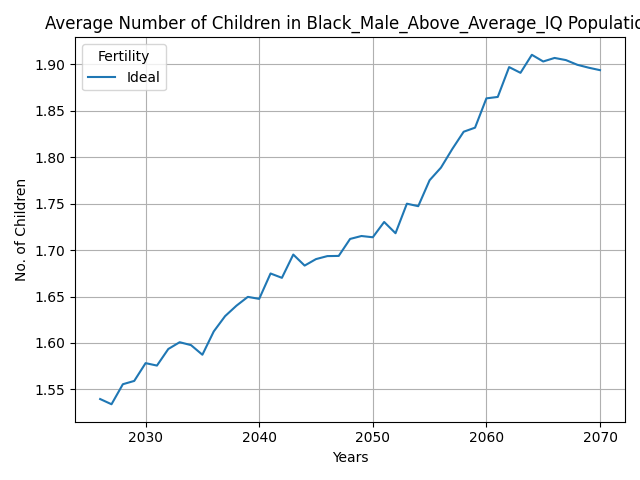 Average Number of Children in Black_Male_Above_Average_IQ Populatio
Fertility
Ideal
No. of Children
1.90
1.85
1.80
1.75
1.70
1.65
1.60
1.55
2030 2040 2050 2060 2070
Years